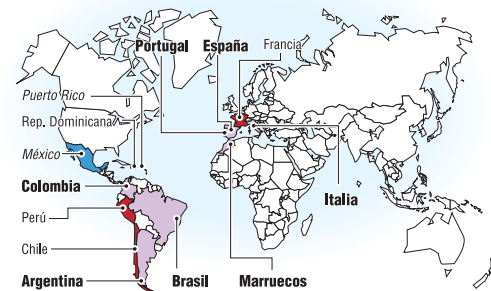 Portugal España Francia
Puerto Rico
Rep. Dominicana
México
Colombia
Italia
Perú
Chile
Argentina Brasil Marruecos